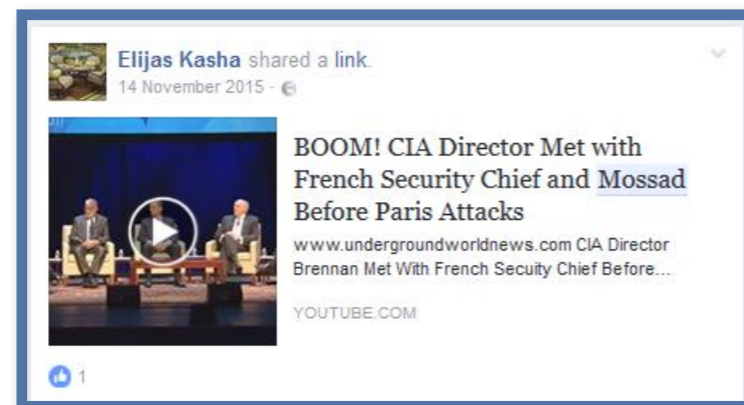 Elijas Kasha shared a link.
14 November 2015 -
BOOM! CIA Director Met with
French Security Chief and Mossad
Before Paris Attacks
www.undergroundworldnews.com CIA Director
Brennan Met With French Secuity Chief Before...
YOUTUBE.COM
1